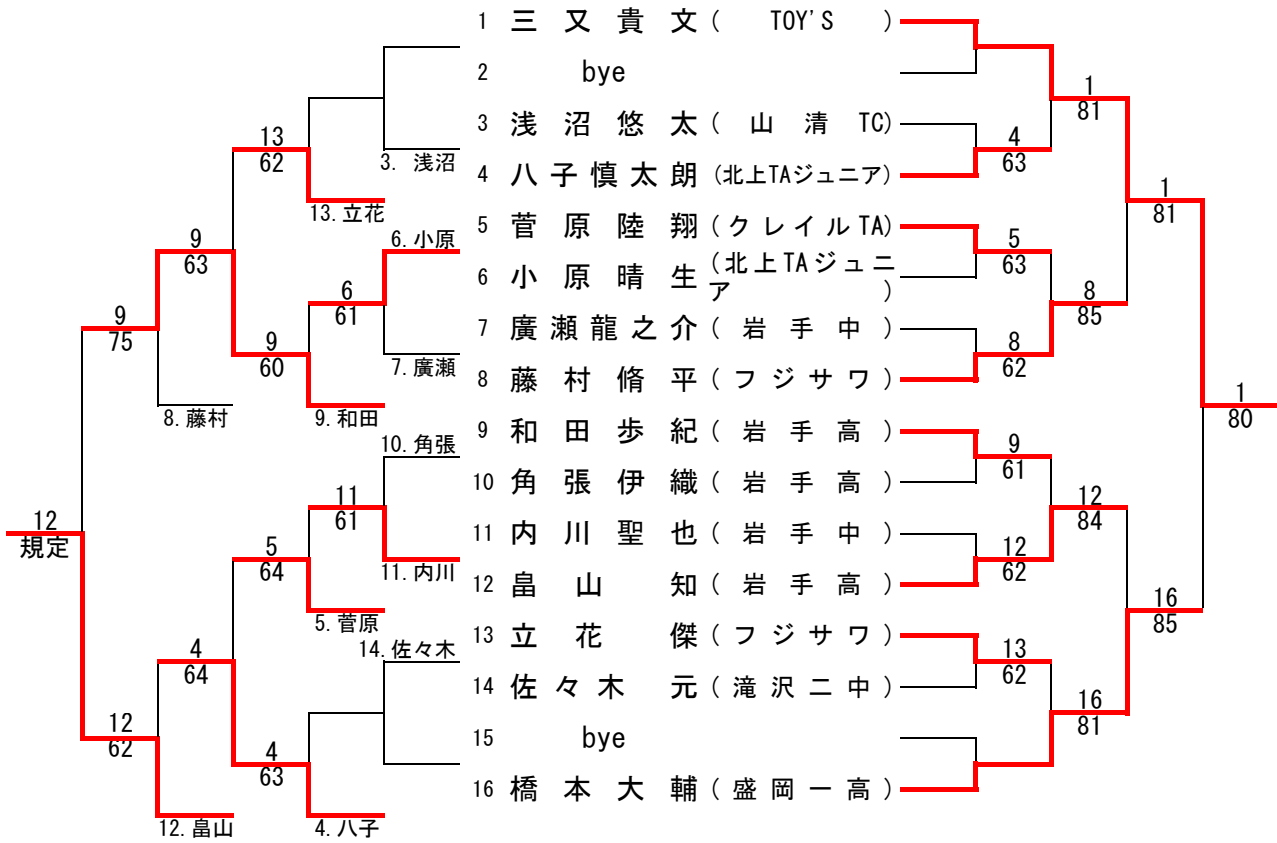 1 三又貴文 ( TOY'S )
2 bye
3 浅沼悠太 ( 山清 TC)
4 八子慎太朗 (北上TAジュニア)
5 菅原陸翔 (クレイルTA)
6 小原晴生 (北上TAジュニア)
7 廣瀬龍之介 ( 岩手中 )
8 藤村脩平 ( フジサワ )
9 和田歩紀 ( 岩手高 )
10 角張伊織 ( 岩手高 )
11 内川聖也 ( 岩手中 )
12 畠山知 ( 岩手高 )
13 立花傑 ( フジサワ )
14 佐々木元 ( 滝沢二中 )
15 bye
16 橋本大輔 ( 盛岡一高 )
4
63
5
63
8
62
9
61
12
62
13
62
1
81
8
85
12
84
16
81
1
81
16
85
1
80
3. 浅沼
13
62
13. 立花
6. 小原
9
63
6
61
7. 廣瀬
9
75
9
60
8. 藤村
9. 和田
10. 角張
11
61
12
規定
5
64
11. 内川
5. 菅原
14. 佐々木
4
64
12
62
4
63
12. 畠山
4. 八子